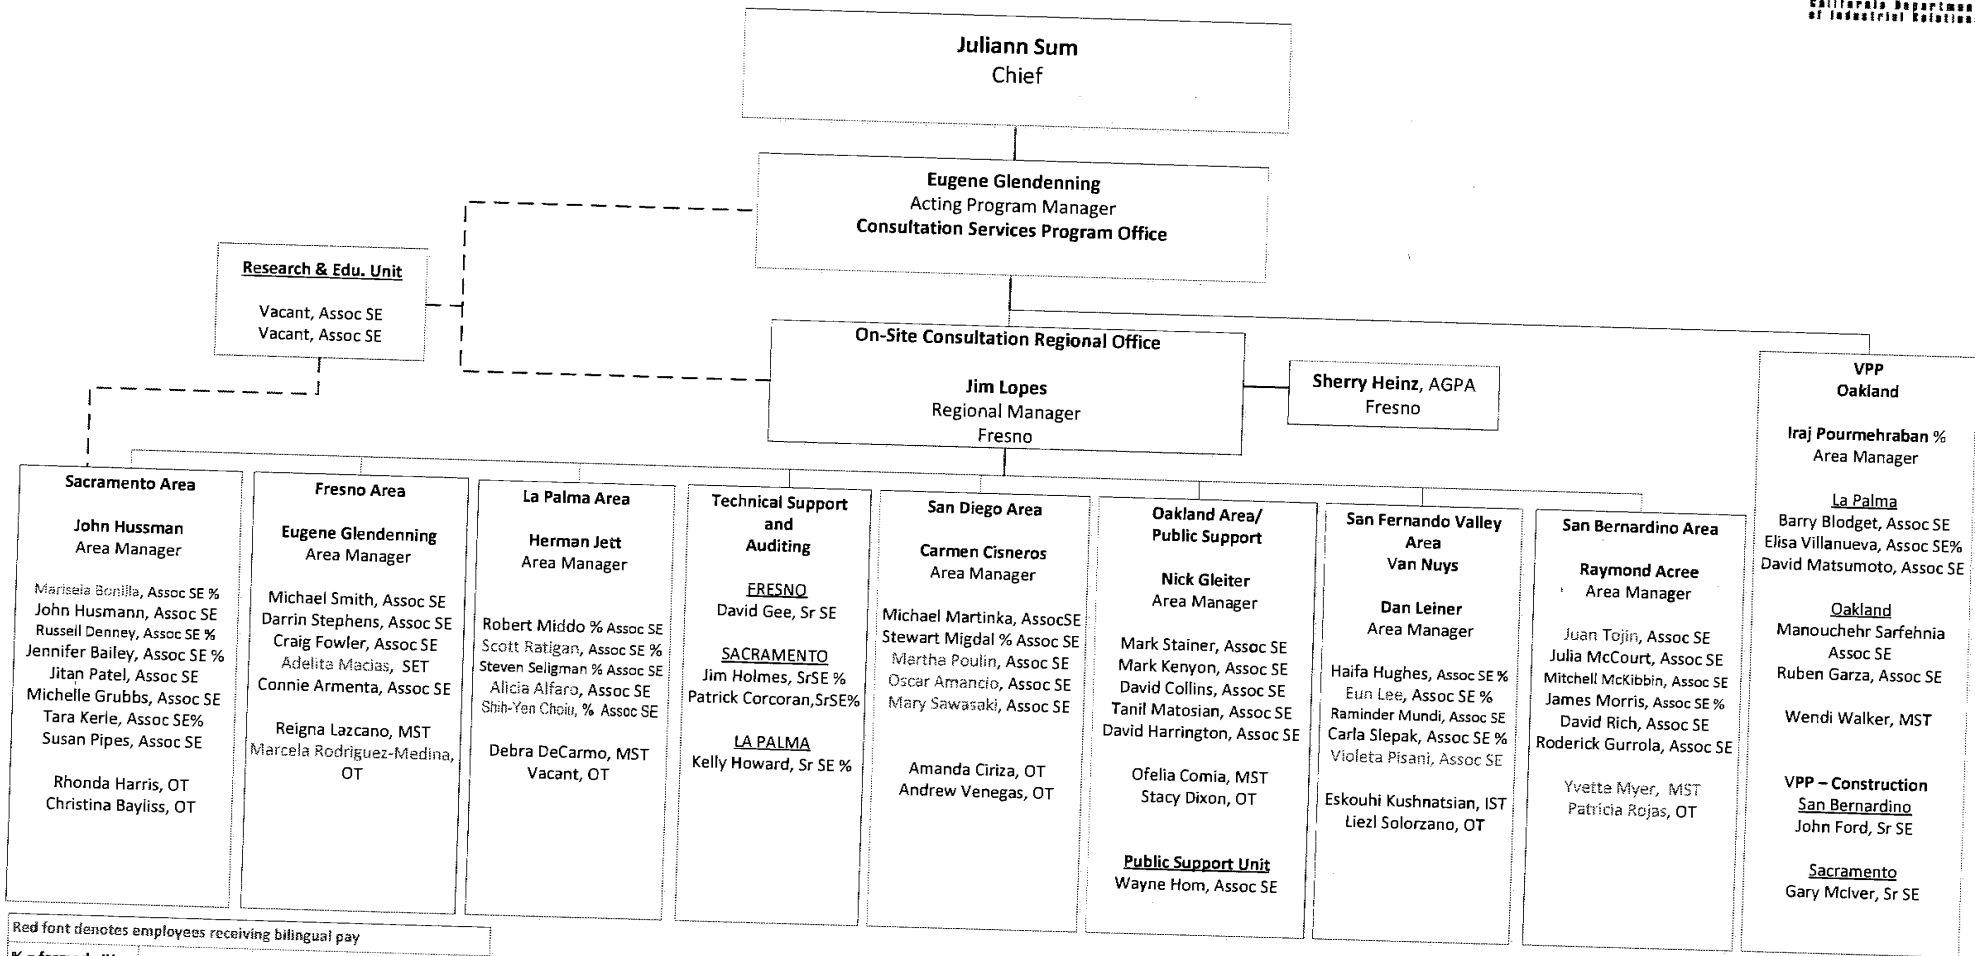 California Departmen
of Industrial Relation
Juliann Sum
Chief
Eugene Glendenning
Acting Program Manager
Consultation Services Program Office
Research & Edu. Unit
Vacant, Assoc SE
Vacant, Assoc SE
On-Site Consultation Regional Office
Jim Lopes
Regional Manager
Fresno
Sherry Heinz, AGPA
Fresno
Sacramento Area
John Hussman
Area Manager
Mariseia Bonilla, Assoc SE %
John Husmann, Assoc SE
Russell Denney, Assoc SE %
Jennifer Bailey, Assoc SE %
Jitan Patel, Assoc SE
Michelle Grubbs, Assoc SE
Tara Kerle, Assoc SE%
Susan Pipes, Assoc SE
Rhonda Harris, OT
Christina Bayliss, OT
Fresno Area
Eugene Glendenning
Area Manager
Michael Smith, Assoc SE
Darrin Stephens, Assoc SE
Craig Fowler, Assoc SE
Adelita Macias, SET
Connie Armenta, Assoc SE
Reigna Lazcano, MST
Marcela Rodriguez-Medina,
OT
La Palma Area
Herman Jett
Area Manager
Robert Middo % Assoc SE
Scott Ratigan, Assoc SE %
Steven Seligman % Assoc SE
Alicia Alfaro, Assoc SE
Shih-Yen Choiu, % Assoc SE
Debra DeCarmo, MST
Vacant, OT
Technical Support
and
Auditing
FRESNO
David Gee, Sr SE
SACRAMENTO
Jim Holmes, SrSE %
Patrick Corcoran,SrSE%
LA PALMA
Kelly Howard, Sr SE %
San Diego Area
Carmen Cisneros
Area Manager
Michael Martinka, AssocSE
Stewart Migdal % Assoc SE
Martha Poulin, Assoc SE
Oscar Amancio, Assoc SE
Mary Sawasaki, Assoc SE
Amanda Ciriza, OT
Andrew Venegas, OT
Oakland Area/
Public Support
Nick Gleiter
Area Manager
Mark Stainer, Assoc SE
Mark Kenyon, Assoc SE
David Collins, Assoc SE
Tanil Matosian, Assoc SE
David Harrington, Assoc SE
Ofelia Comia, MST
Stacy Dixon, OT
Public Support Unit
Wayne Hom, Assoc SE
San Fernando Valley
Area
Van Nuys
Dan Leiner
Area Manager
Haifa Hughes, Assoc SE %
Eun Lee, Assoc SE %
Raminder Mundi, Assoc SE
Carla Slepak, Assoc SE %
Violeta Pisani, Assoc SE
Eskouhi Kushnatsian, IST
Liezl Solorzano, OT
San Bernardino Area
Raymond Acree
Area Manager
Juan Tojin, Assoc SE
Julia McCourt, Assoc SE
Mitchell McKibbin, Assoc SE
James Morris, Assoc SE %
David Rich, Assoc SE
Roderick Gurrola, Assoc SE
Yvette Myer, MST
Patricia Rojas, OT
VPP
Oakland
Iraj Pourmehraban %
Area Manager
La Palma
Barry Blodget, Assoc SE
Elisa Villanueva, Assoc SE%
David Matsumoto, Assoc SE
Oakland
Manouchehr Sarfehnia
Assoc SE
Ruben Garza, Assoc SE
Wendi Walker, MST
VPP – Construction
San Bernardino
John Ford, Sr SE
Sacramento
Gary McIver, Sr SE
Red font denotes employees receiving bilingual pay